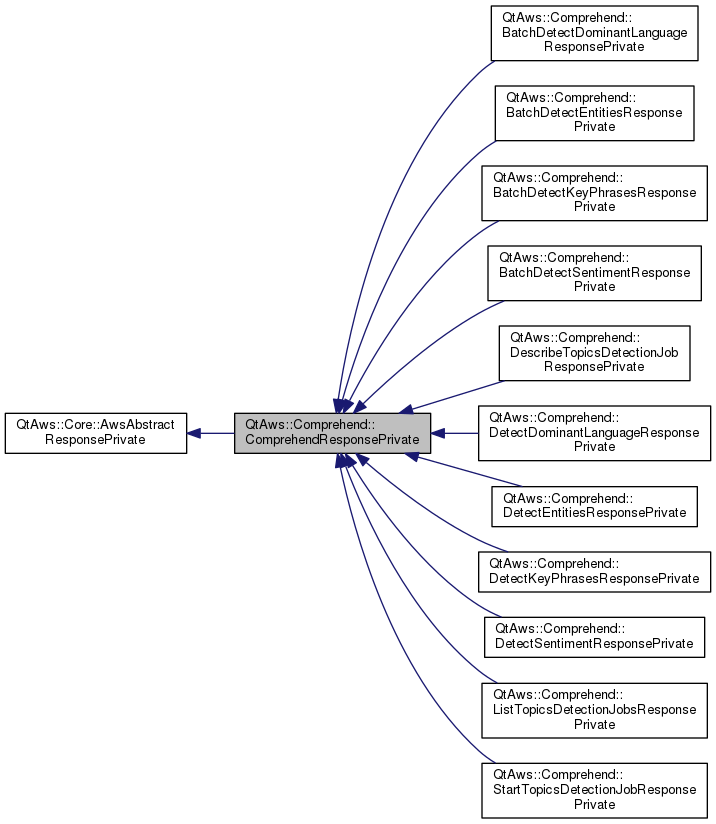 QtAws::Comprehend::
BatchDetectDominantLanguage
ResponsePrivate
QtAws::Comprehend::
BatchDetectEntitiesResponse
Private
QtAws::Comprehend::
BatchDetectKeyPhrasesResponse
Private
QtAws::Comprehend::
BatchDetectSentimentResponse
Private
QtAws::Comprehend::
DescribeTopicsDetectionJob
ResponsePrivate
QtAws::Core::AwsAbstract
ResponsePrivate
QtAws::Comprehend::
ComprehendResponsePrivate
QtAws::Comprehend::
DetectDominantLanguageResponse
Private
QtAws::Comprehend::
DetectEntitiesResponsePrivate
QtAws::Comprehend::
DetectKeyPhrasesResponsePrivate
QtAws::Comprehend::
DetectSentimentResponsePrivate
QtAws::Comprehend::
ListTopicsDetectionJobsResponse
Private
QtAws::Comprehend::
StartTopicsDetectionJobResponse
Private